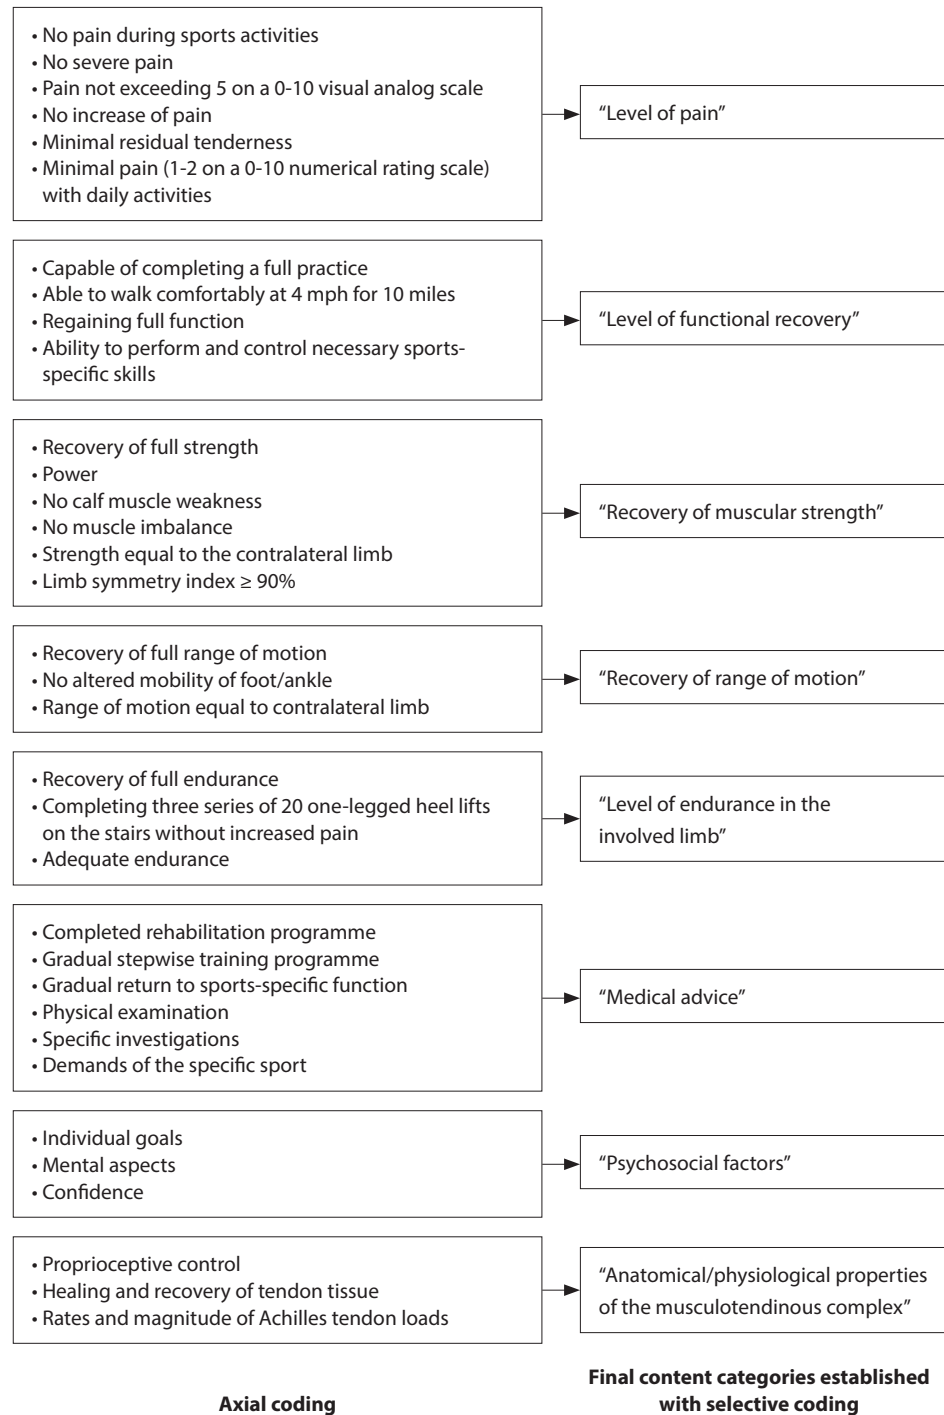 • No pain during sports activities
• No severe pain
• Pain not exceeding 5 on a 0-10 visual analog scale
• No increase of pain
• Minimal residual tenderness
• Minimal pain (1-2 on a 0-10 numerical rating scale)
with daily activities
“Level of pain”
• Capable of completing a full practice
• Able to walk comfortably at 4 mph for 10 miles
• Regaining full function
• Ability to perform and control necessary sports-
specific skills
“Level of functional recovery”
• Recovery of full strength
• Power
• No calf muscle weakness
• No muscle imbalance
• Strength equal to the contralateral limb
• Limb symmetry index ≥ 90%
“Recovery of muscular strength”
• Recovery of full range of motion
• No altered mobility of foot/ankle
• Range of motion equal to contralateral limb
“Recovery of range of motion”
• Recovery of full endurance
• Completing three series of 20 one-legged heel lifts
on the stairs without increased pain
• Adequate endurance
“Level of endurance in the
involved limb”
• Completed rehabilitation programme
• Gradual stepwise training programme
• Gradual return to sports-specific function
• Physical examination
• Specific investigations
• Demands of the specific sport
“Medical advice”
• Individual goals
• Mental aspects
• Confidence
“Psychosocial factors”
• Proprioceptive control
• Healing and recovery of tendon tissue
• Rates and magnitude of Achilles tendon loads
“Anatomical/physiological properties
of the musculotendinous complex”
Axial coding
Final content categories established
with selective coding